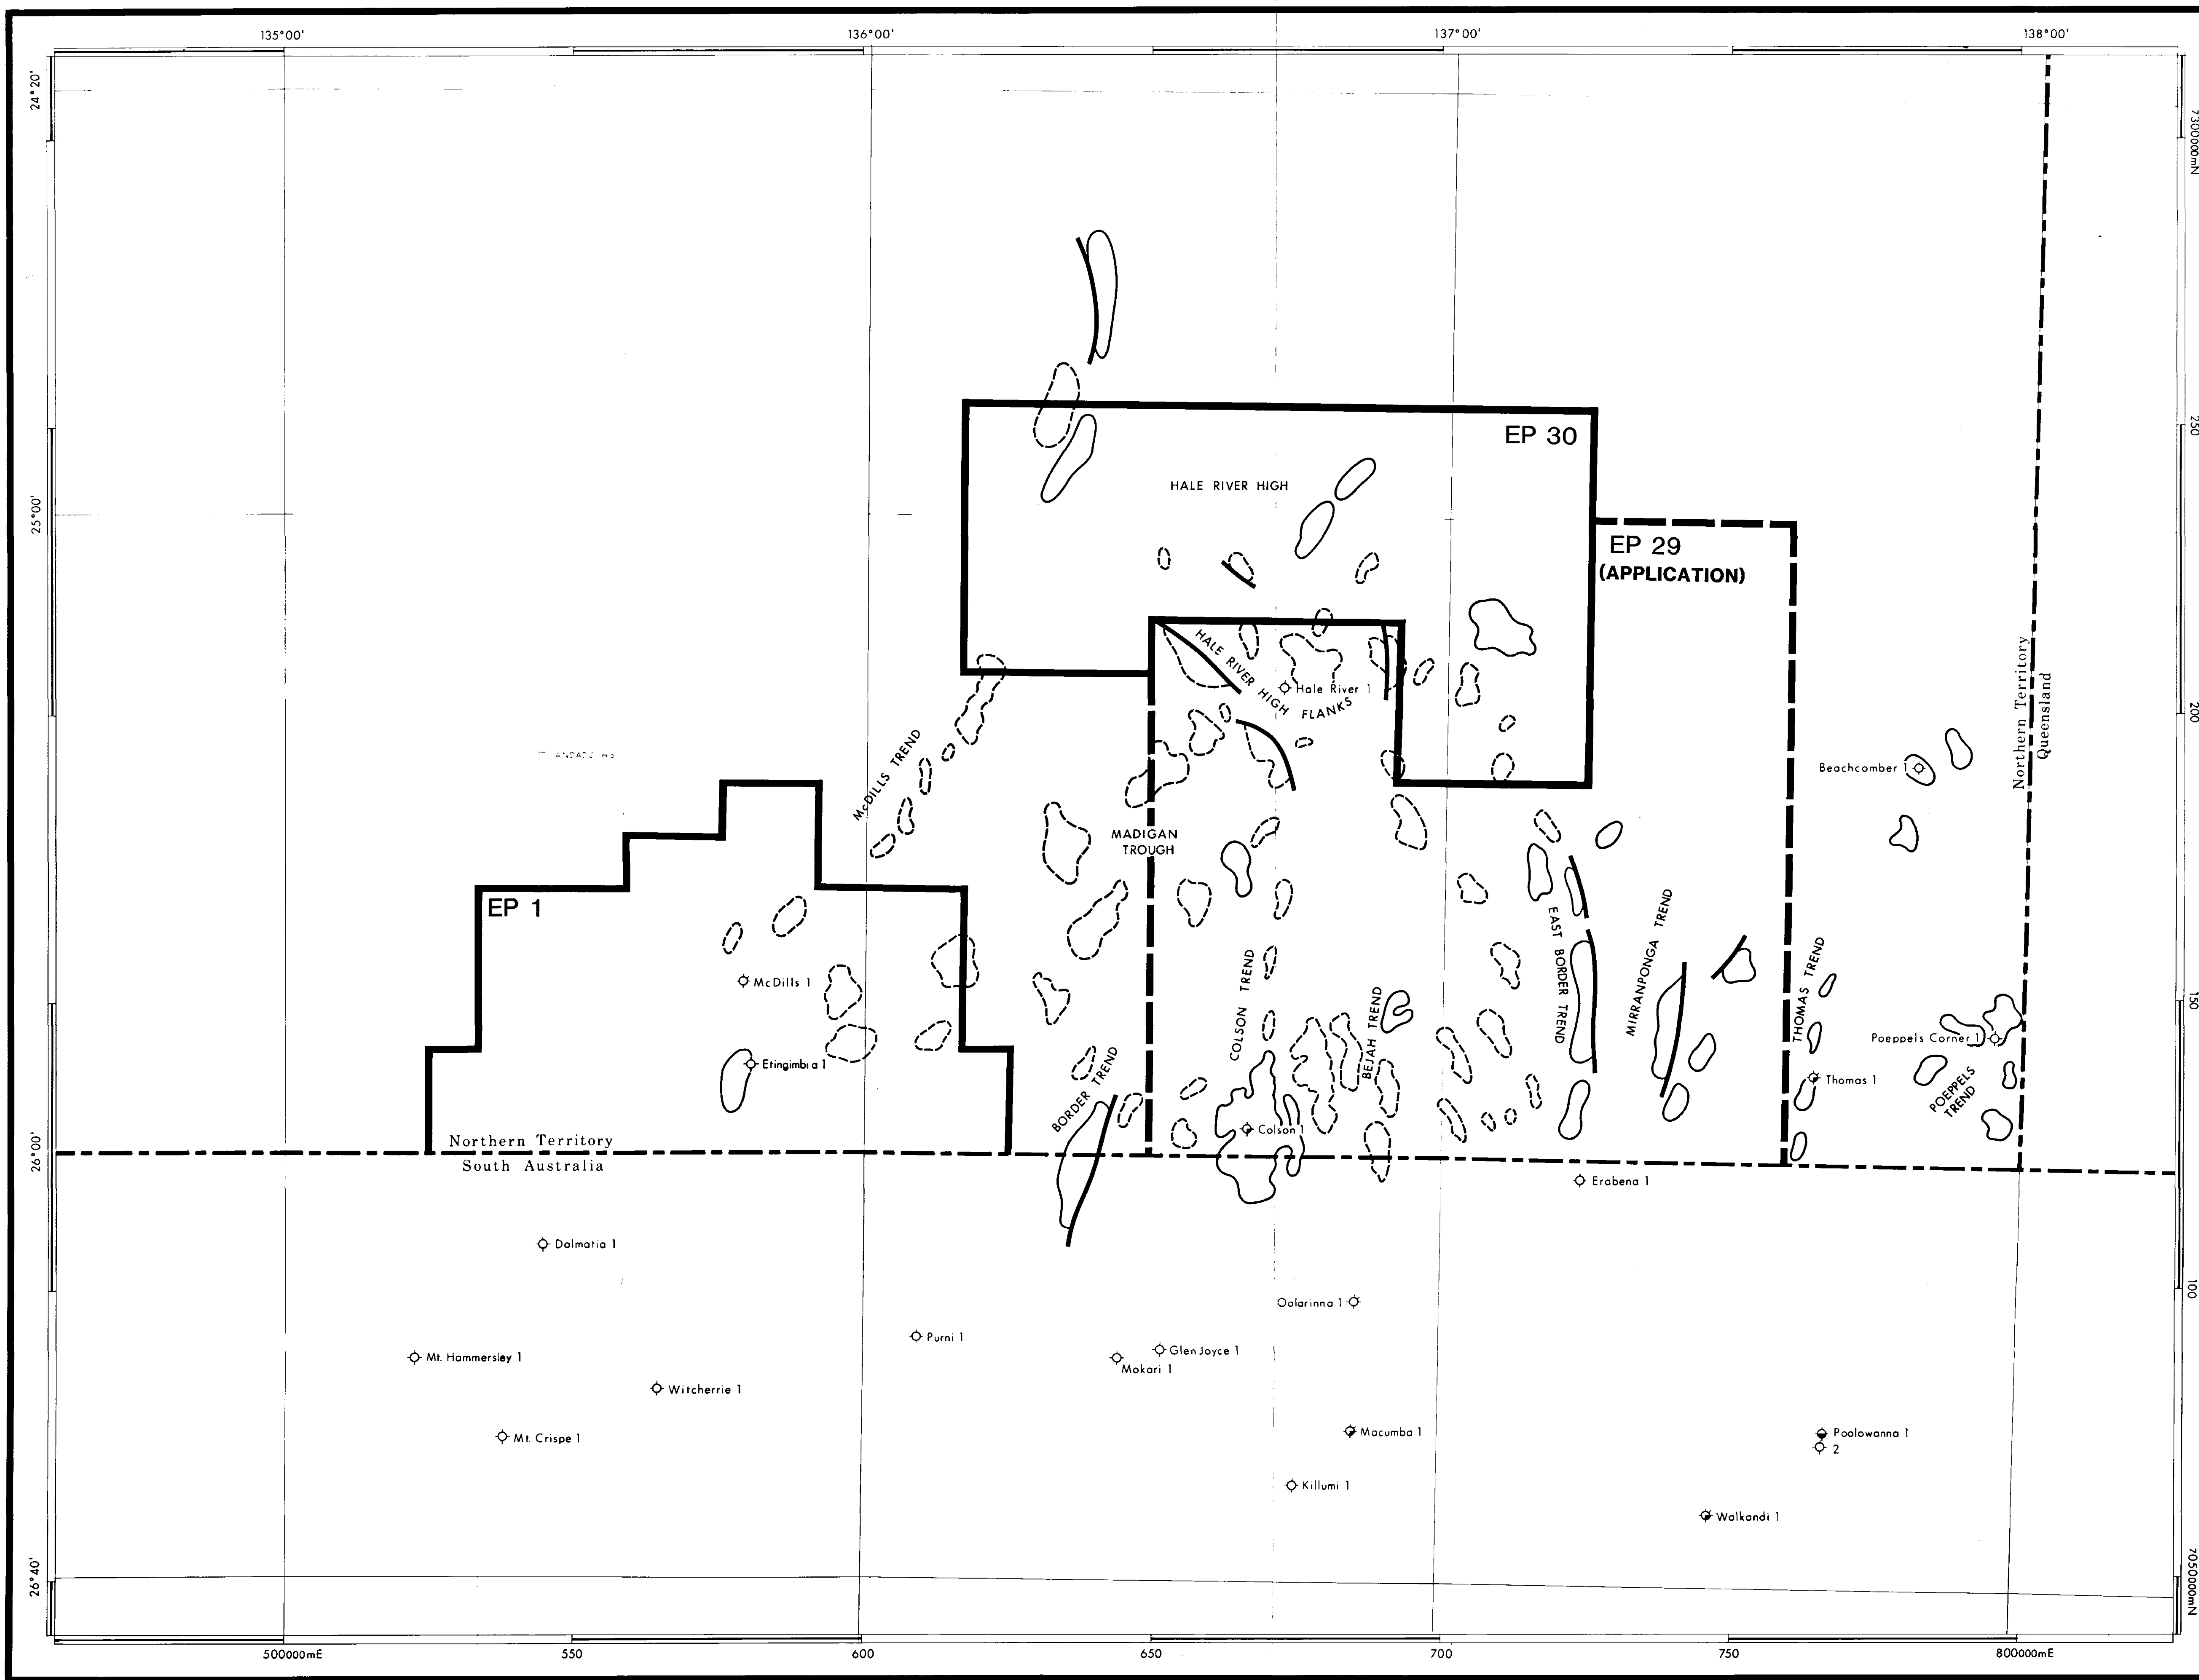 135°00'
136°00'
137°00'
138°00'
24°20'
7300000mN
EP 30
250
HALE RIVER HIGH
25°00'
EP 29
(APPLICATION)
HALE RIVER HIGH FLANKS
Hale River 1
Northern Territory
Queensland
200
McDILLS TREND
Beachcomber 1
MADIGAN
TROUGH
EP 1
EAST BORDER TREND
MIRRANPONGA TREND
THOMAS TREND
McDills 1
COLSON TREND
BEJAH TREND
150
Poeppels Corner 1
Etingimbia 1
BORDER TREND
Thomas 1
POEPPELS
TREND
Colson 1
26°00'
Northern Territory
South Australia
Erabena 1
Dalmatia 1
100
Oolarinna 1
Purni 1
Glen Joyce 1
Mokari 1
Mt. Hammersley 1
Witcherrie 1
Mt. Crispe 1
Macumba 1
Poolowanna 1
2
Killumi 1
Walkandi 1
26°40'
7050000mN
500000mE
550
600
650
700
750
800000mE